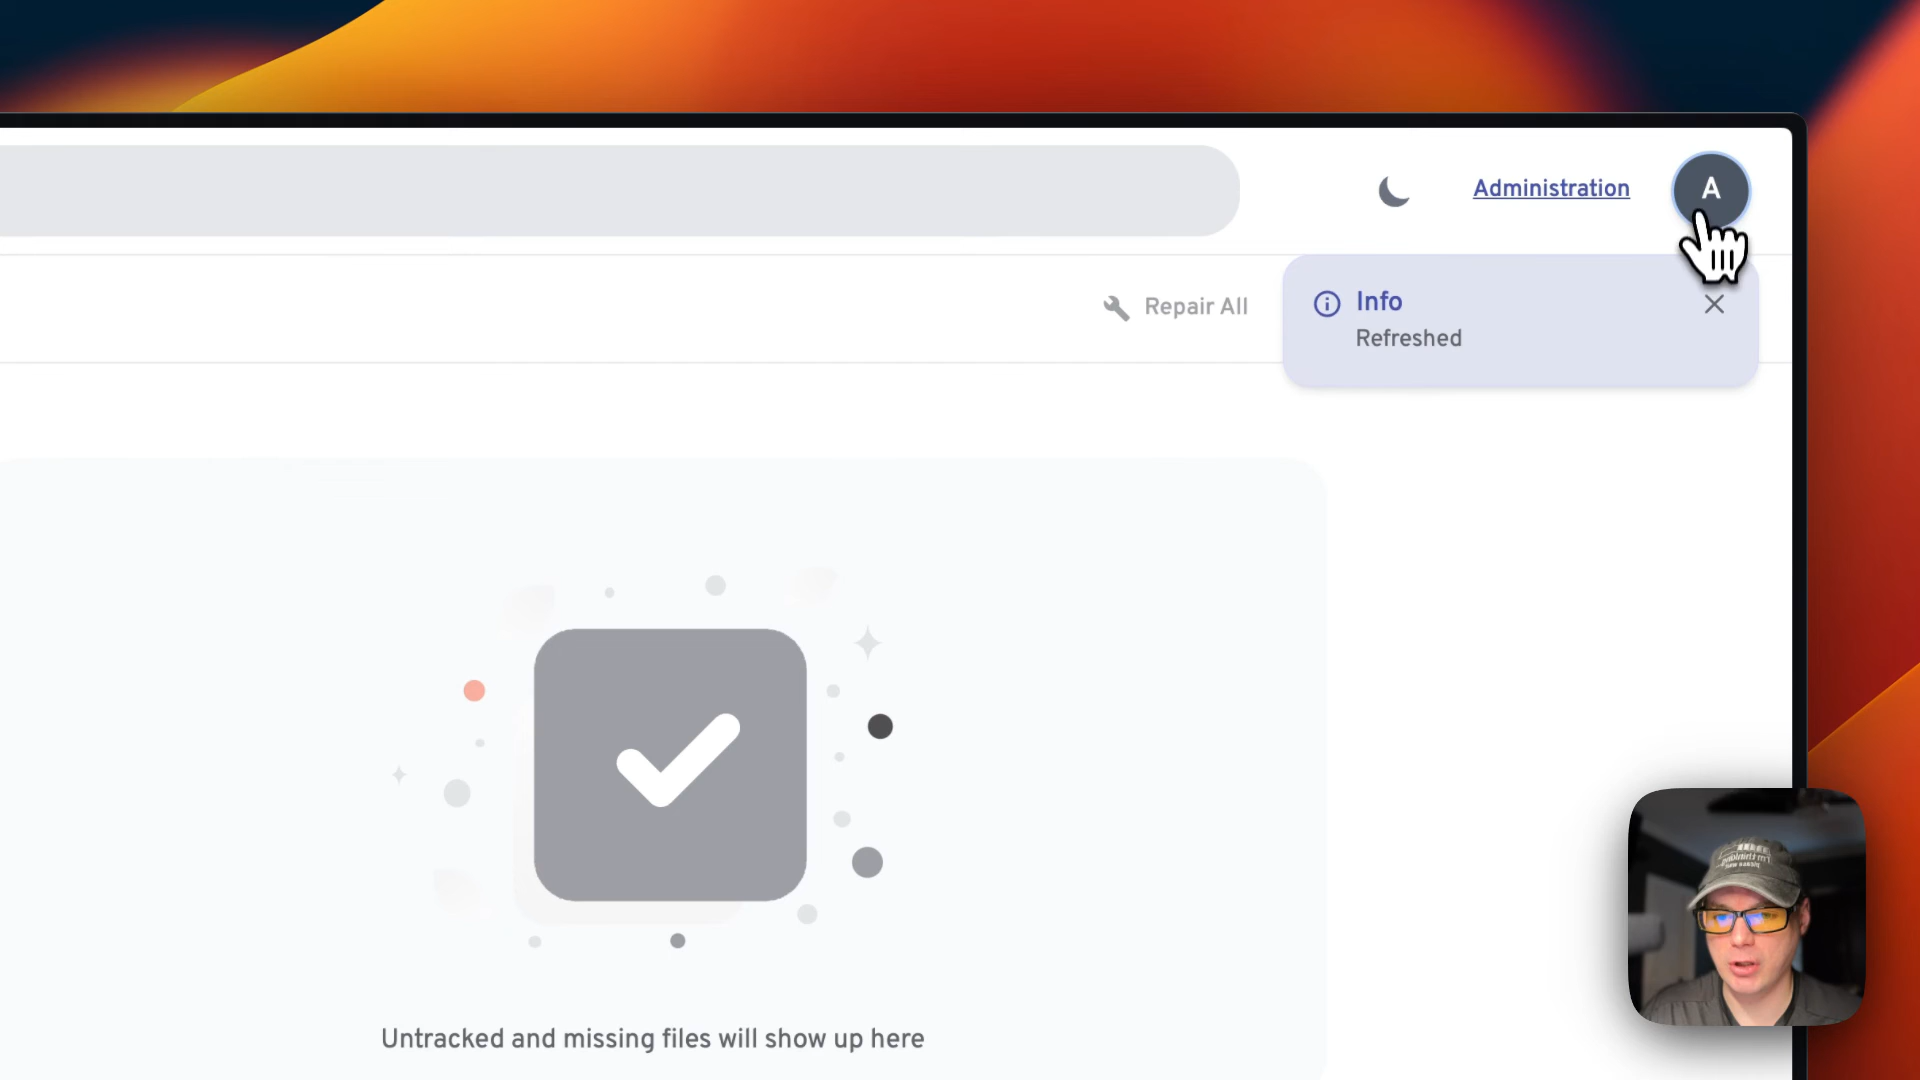 Administration
A
Repair All
Info
Refreshed
Untracked and missing files will show up here